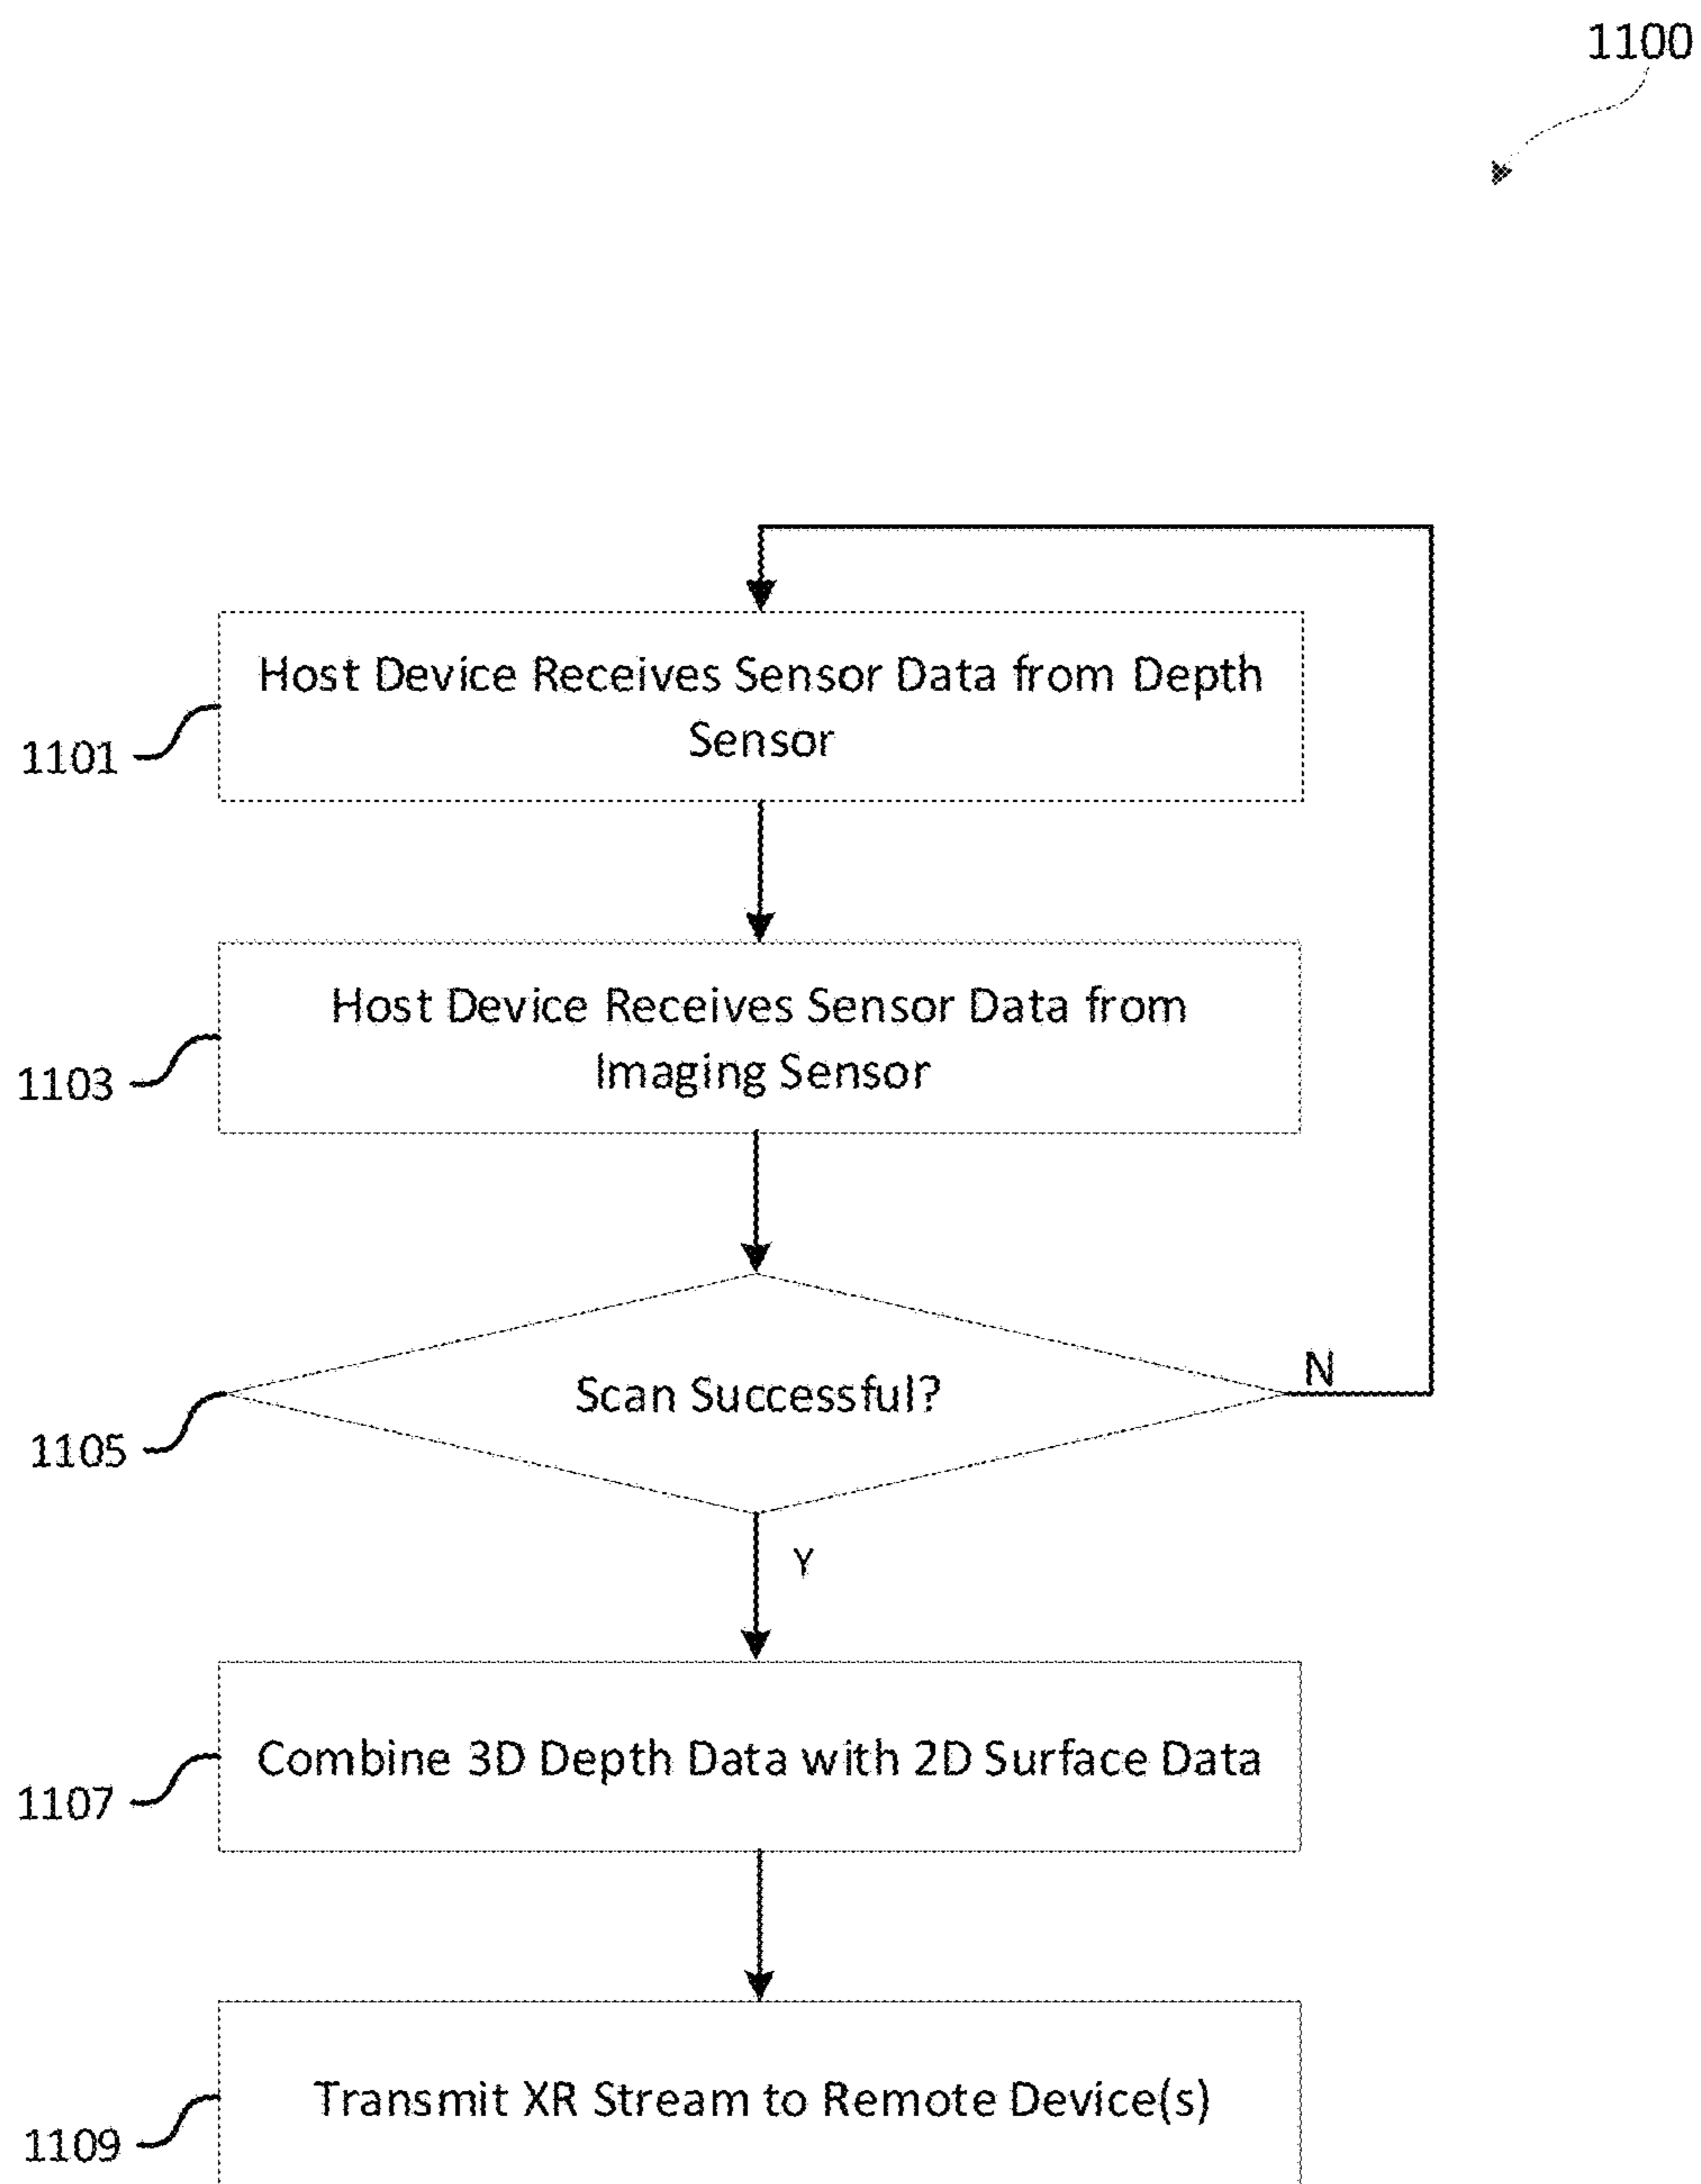 1100
Host Device Receives Sensor Data from Depth
Sensor
1101
Host Device Receives Sensor Data from
Imaging Sensor
1103
Scan Successful?
N
1105
Y
Combine 3D Depth Data with 2D Surface Data
1107
Transmit XR Stream to Remote Device(s)
1109